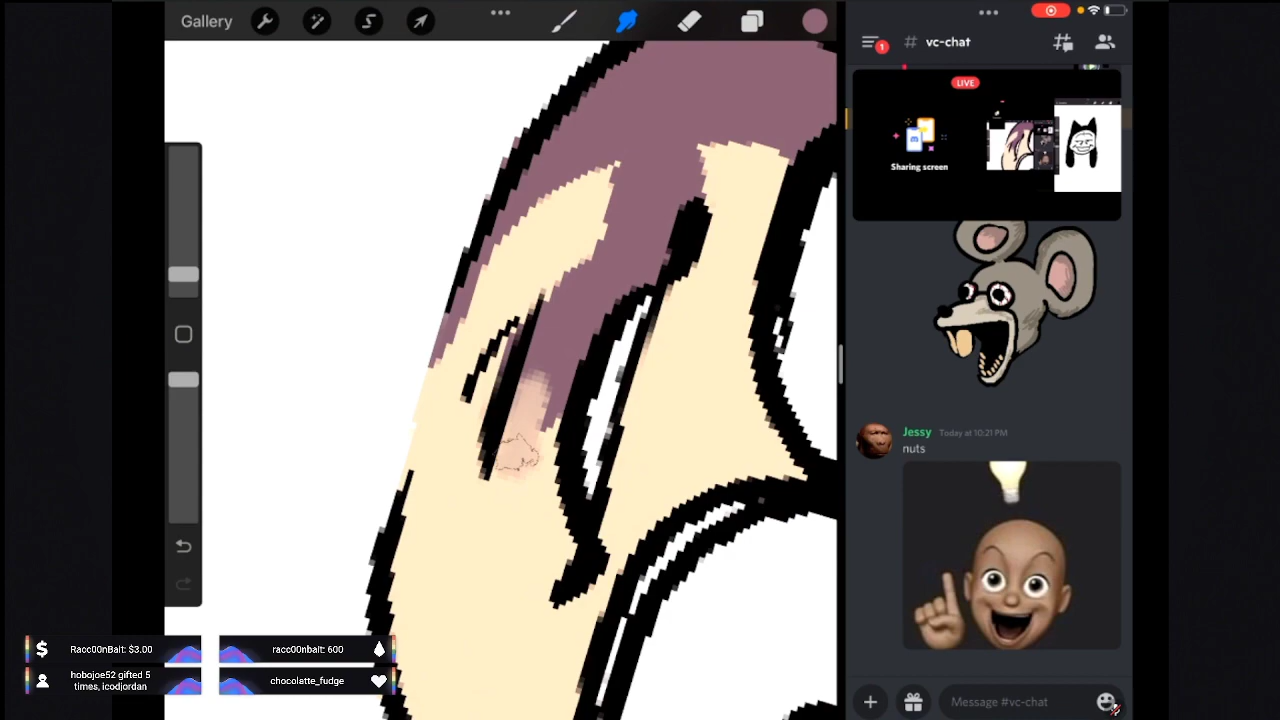 Gallery
1
# vc-chat
LIVE
Sharing screen
Jessy Today at 10:21 PM
nuts
Message #vc-chat
$ Racc00nBait: $3.00
racc00nbait: 600
hobojoe52 gifted 5
times, icodjordan
chocolatte_fudge